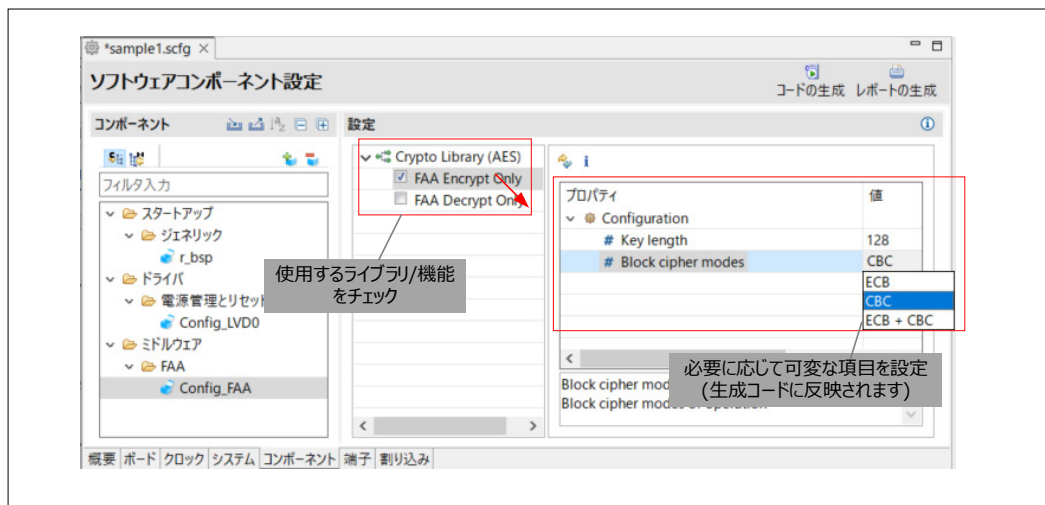 *sample1.scfg
ソフトウェアコンポーネント設定
コードの生成 レポートの生成
コンポーネント
設定
フィルタ入力
スタートアップ
ジェネリック
r_bsp
ドライバ
電源管理とリセット
Config_LVD0
ミドルウェア
FAA
Config_FAA
Crypto Library (AES)
FAA Encrypt Only
FAA Decrypt Only
使用するライブラリ/機能
をチェック
プロパティ 値
Configuration
# Key length 128
# Block cipher modes CBC
ECB
CBC
ECB + CBC
必要に応じて可変な項目を設定
(生成コードに反映されます)
Block cipher
Block cipher
概要 ボード クロック システム コンポーネント 端子 割り込み